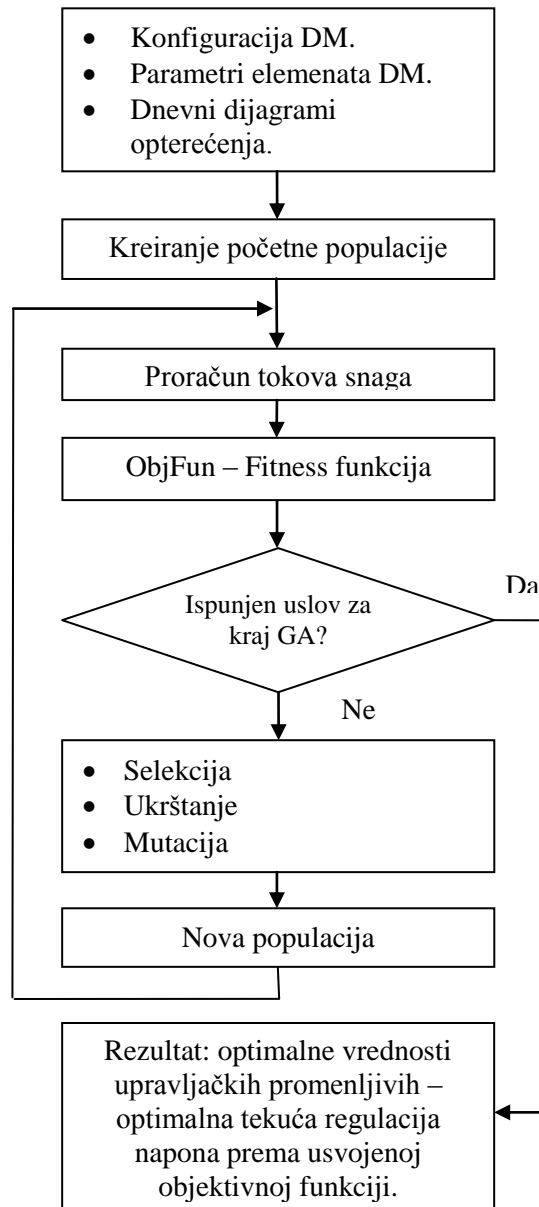 • Konfiguracija DM.
• Parametri elemenata DM.
• Dnevni dijagrami
opterećenja.
Kreiranje početne populacije
Proračun tokova snaga
ObjFun – Fitness funkcija
Ispunjen uslov za
kraj GA?
Da
Ne
• Selekcija
• Ukrštanje
• Mutacija
Nova populacija
Rezultat: optimalne vrednosti
upravljačkih promenljivih –
optimalna tekuća regulacija
napona prema usvojenoj
objektivnoj funkciji.